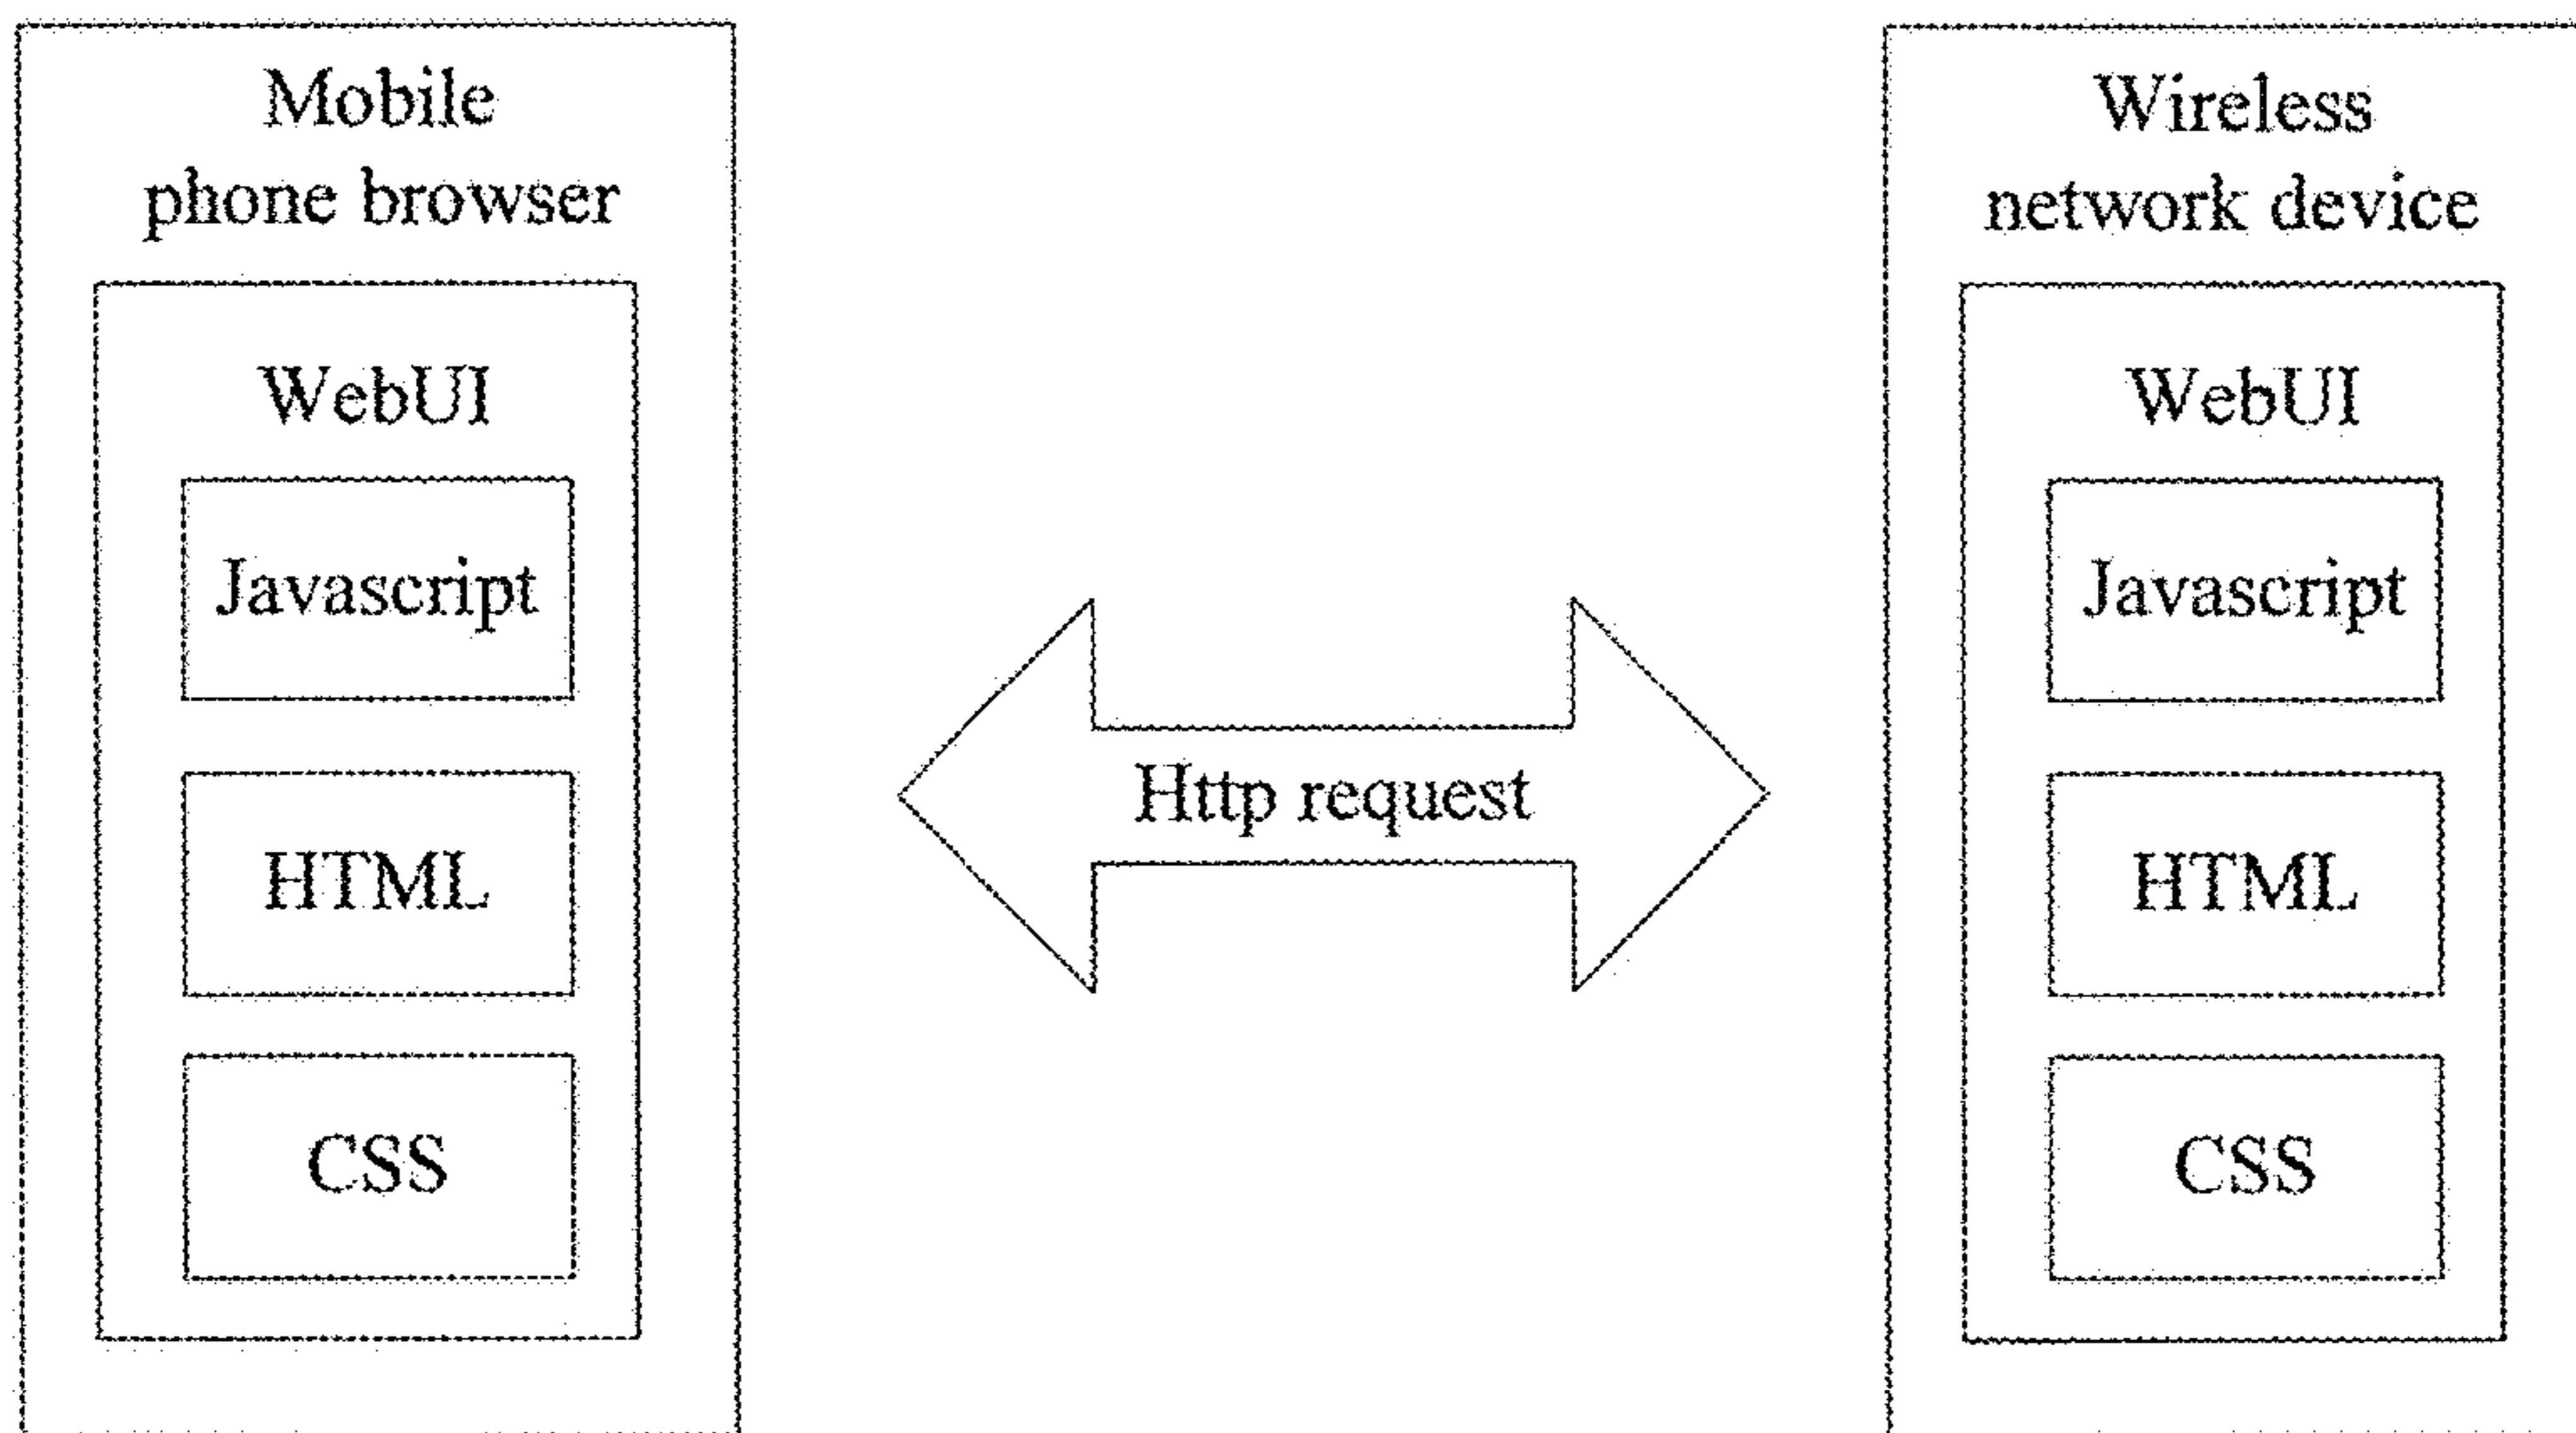 Mobile
phone browser
WebUI
Javascript
HTML
CSS
Http request
Wireless
network device
WebUI
Javascript
HTML
CSS